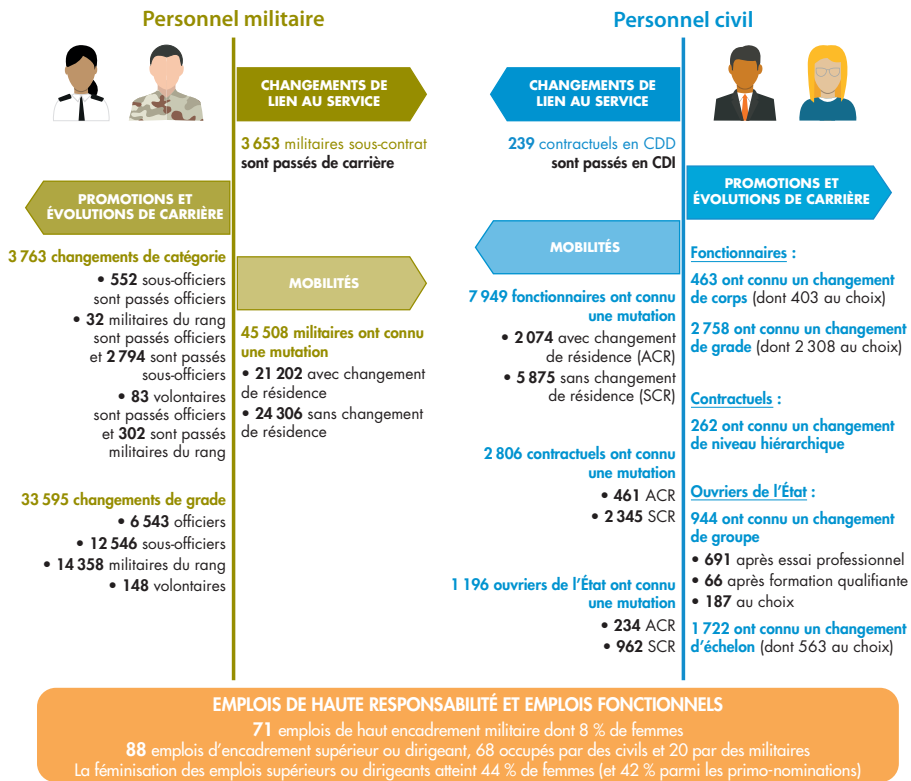 Personnel militaire
CHANGEMENTS DE
LIEN AU SERVICE
3 653 militaires sous-contrat
sont passés de carrière
PROMOTIONS ET
ÉVOLUTIONS DE CARRIÈRE
3 763 changements de catégorie
• 552 sous-officiers
sont passés officiers
• 32 militaires du rang
sont passés officiers
et 2 794 sont passés
sous-officiers
• 83 volontaires
sont passés officiers
et 302 sont passés
militaires du rang
33 595 changements de grade
• 6 543 officiers
• 12 546 sous-officiers
• 14 358 militaires du rang
• 148 volontaires
MOBILITÉS
45 508 militaires ont connu
une mutation
• 21 202 avec changement
de résidence
• 24 306 sans changement
de résidence
Personnel civil
CHANGEMENTS DE
LIEN AU SERVICE
239 contractuels en CDD
sont passés en CDI
MOBILITÉS
7 949 fonctionnaires ont connu
une mutation
• 2 074 avec changement
de résidence (ACR)
• 5 875 sans changement
de résidence (SCR)
2 806 contractuels ont connu
une mutation
• 461 ACR
• 2 345 SCR
1 196 ouvriers de l'État ont connu
une mutation
• 234 ACR
• 962 SCR
PROMOTIONS ET
ÉVOLUTIONS DE CARRIÈRE
Fonctionnaires :
463 ont connu un changement
de corps (dont 403 au choix)
2 758 ont connu un changement
de grade (dont 2 308 au choix)
Contractuels :
262 ont connu un changement
de niveau hiérarchique
Ouvriers de l'État :
944 ont connu un changement
de groupe
• 691 après essai professionnel
• 66 après formation qualifiante
• 187 au choix
1 722 ont connu un changement
d'échelon (dont 563 au choix)
EMPLOIS DE HAUTE RESPONSABILITÉ ET EMPLOIS FONCTIONNELS
71 emplois de haut encadrement militaire dont 8 % de femmes
88 emplois d'encadrement supérieur ou dirigeant, 68 occupés par des civils et 20 par des militaires
La féminisation des emplois supérieurs ou dirigeants atteint 44 % de femmes (et 42 % parmi les primo-nominations)